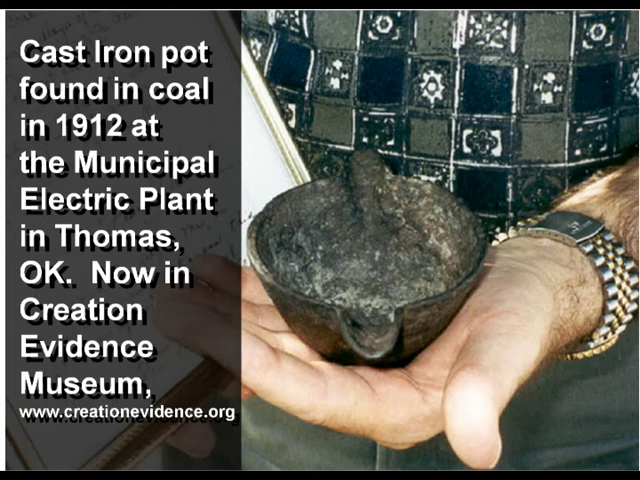 Cast Iron pot
found in coal
in 1912 at
the Municipal
Electric Plant
in Thomas,
OK.  Now in
Creation
Evidence
Museum,
www.creationevidence.org